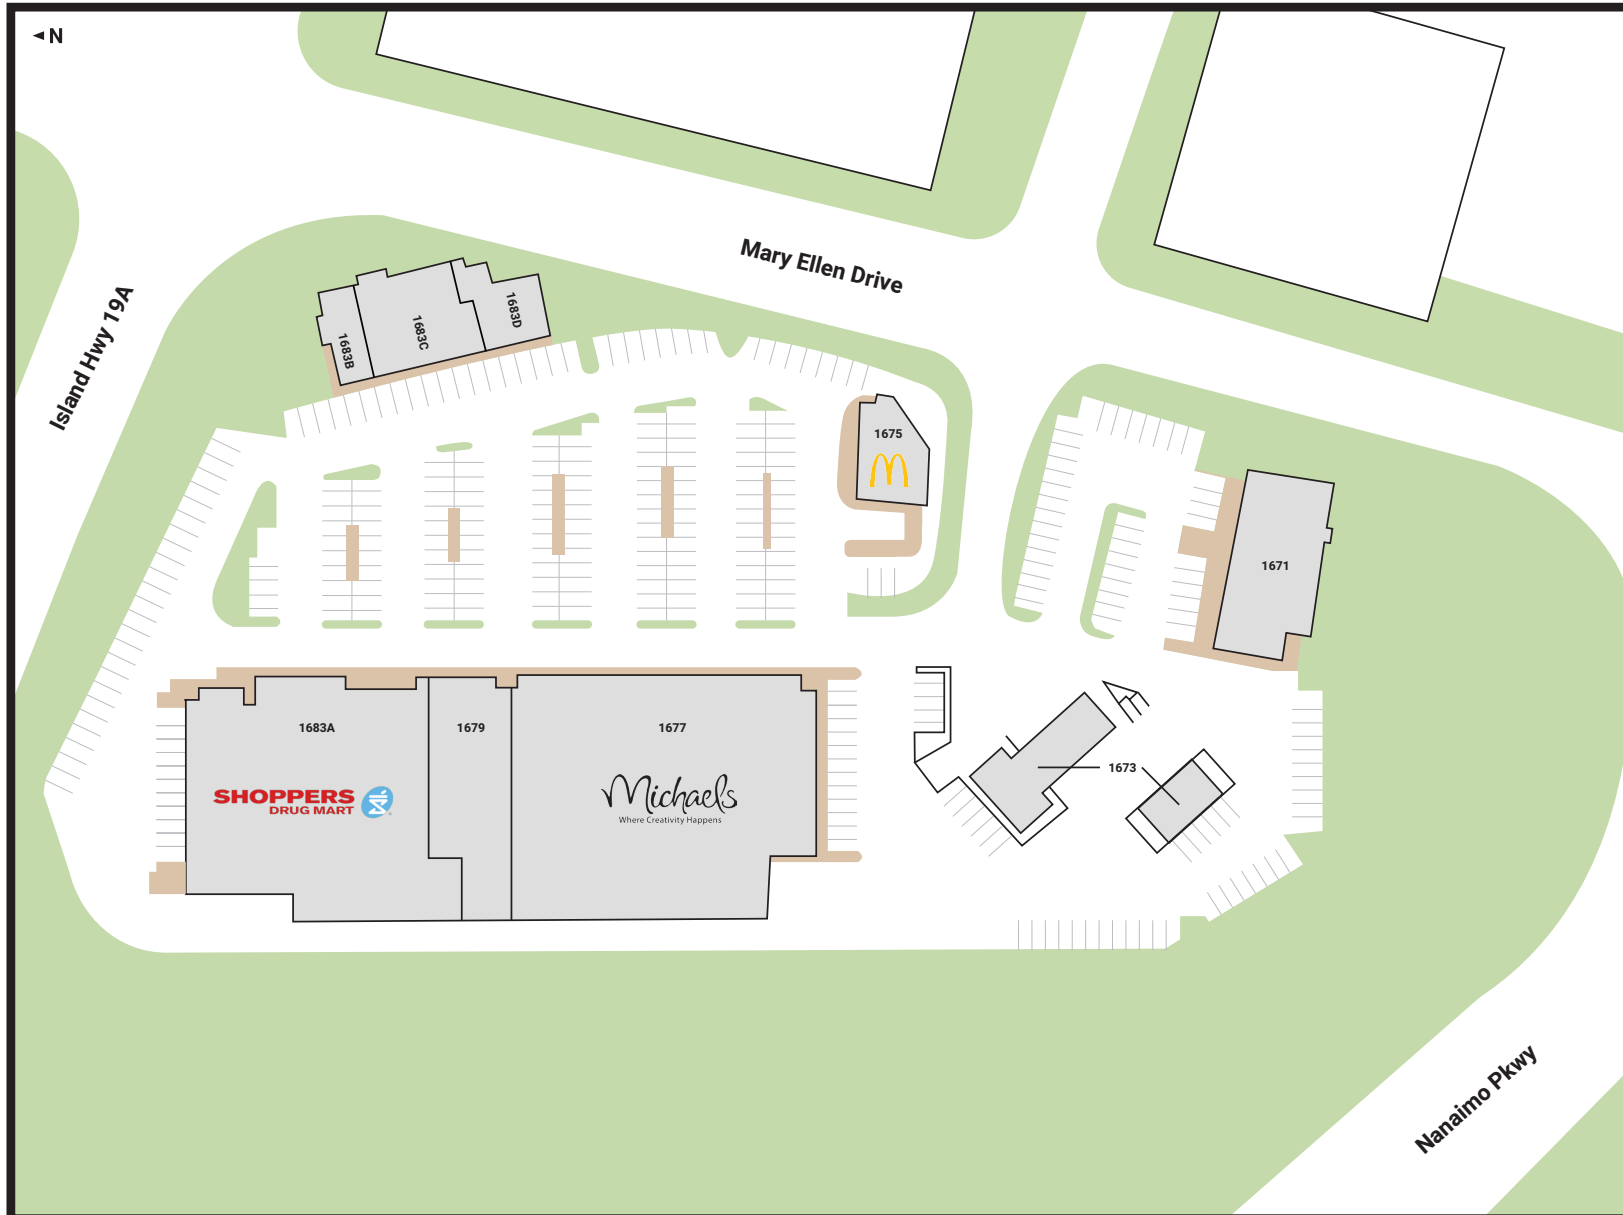 N
Mary Ellen Drive
Island Hwy 19A
1683B
1683C
1683D
1675
1671
1683A
1679
1677
SHOPPERS
DRUG MART
Michaels
Where Creativity Happens
1673
Nanaimo Pkwy